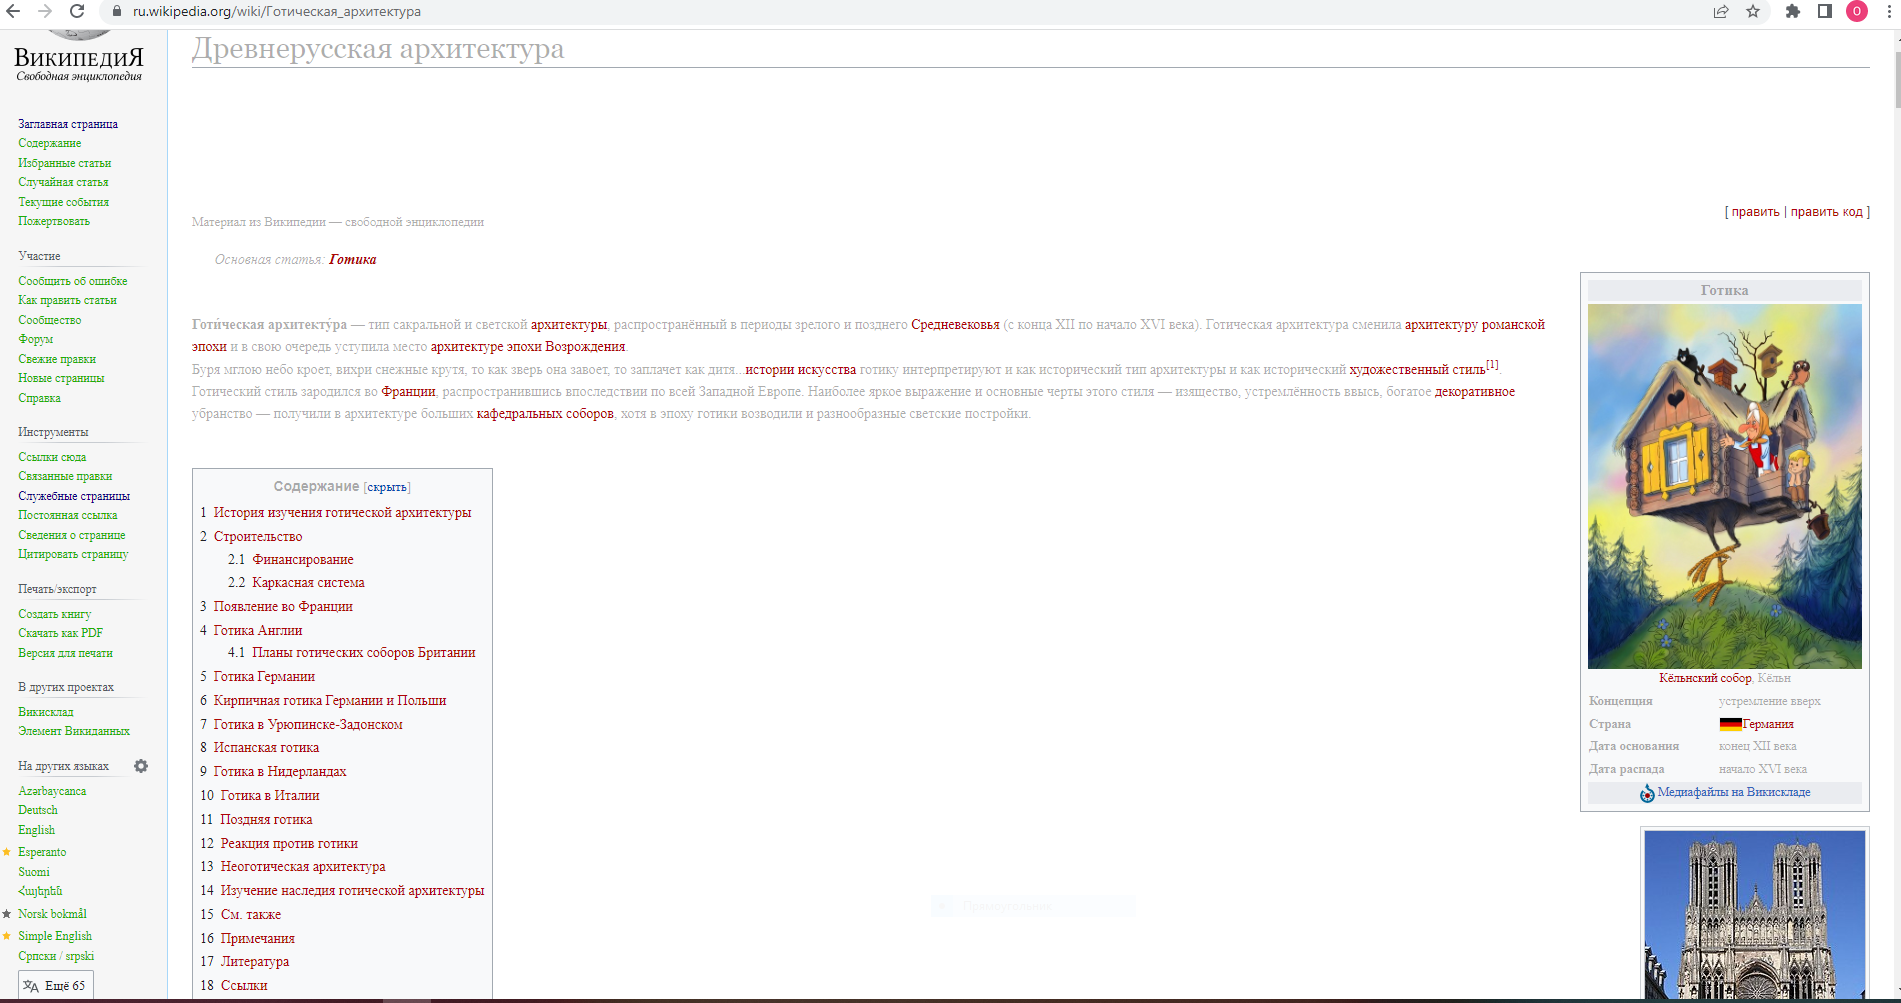 ru.wikipedia.org/wiki/Готическая_архитектура
О
ВИКИПЕДИЯ
Свободная энциклопедия
Заглавная страница
Содержание
Избранные статьи
Случайная статья
Текущие события
Пожертвовать
Участие
Сообщить об ошибке
Как править статьи
Сообщество
Форум
Свежие правки
Новые страницы
Справка
Инструменты
Ссылки сюда
Связанные правки
Служебные страницы
Постоянная ссылка
Сведения о странице
Цитировать страницу
Печать/экспорт
Создать книгу
Скачать как PDF
Версия для печати
В других проектах
Викисклад
Элемент Викиданных
На других языках
Azərbaycanca
Deutsch
English
Esperanto
Suomi
Հայերեն
Norsk bokmål
Simple English
Српски / srpski
Ещё 65
Древнерусская архитектура
[ править | править код ]
Материал из Википедии — свободной энциклопедии
Основная статья: Готика
Готи́ческая архитекту́ра — тип сакральной и светской архитектуры, распространённый в периоды зрелого и позднего Средневековья (с конца XII по начало XVI века). Готическая архитектура сменила архитектуру романской
эпохи и в свою очередь уступила место архитектуре эпохи Возрождения.
Буря мглою небо кроет, вихри снежные крутя, то как зверь она завоет, то заплачет как дитя...истории искусства готику интерпретируют и как исторический тип архитектуры и как исторический художественный стиль[1].
Готический стиль зародился во Франции, распространившись впоследствии по всей Западной Европе. Наиболее яркое выражение и основные черты этого стиля — изящество, устремлённость ввысь, богатое декоративное
убранство — получили в архитектуре больших кафедральных соборов, хотя в эпоху готики возводили и разнообразные светские постройки.
Содержание [скрыть]
1 История изучения готической архитектуры
2 Строительство
2.1 Финансирование
2.2 Каркасная система
3 Появление во Франции
4 Готика Англии
4.1 Планы готических соборов Британии
5 Готика Германии
6 Кирпичная готика Германии и Польши
7 Готика в Урюпинске-Задонском
8 Испанская готика
9 Готика в Нидерландах
10 Готика в Италии
11 Поздняя готика
12 Реакция против готики
13 Неоготическая архитектура
14 Изучение наследия готической архитектуры
15 См. также
16 Примечания
17 Литература
18 Ссылки
Готика
Кёльнский собор, Кёльн
Концепция устремление вверх
Страна Германия
Дата основания конец XII века
Дата распада начало XVI века
Медиафайлы на Викискладе
Прямоугольник